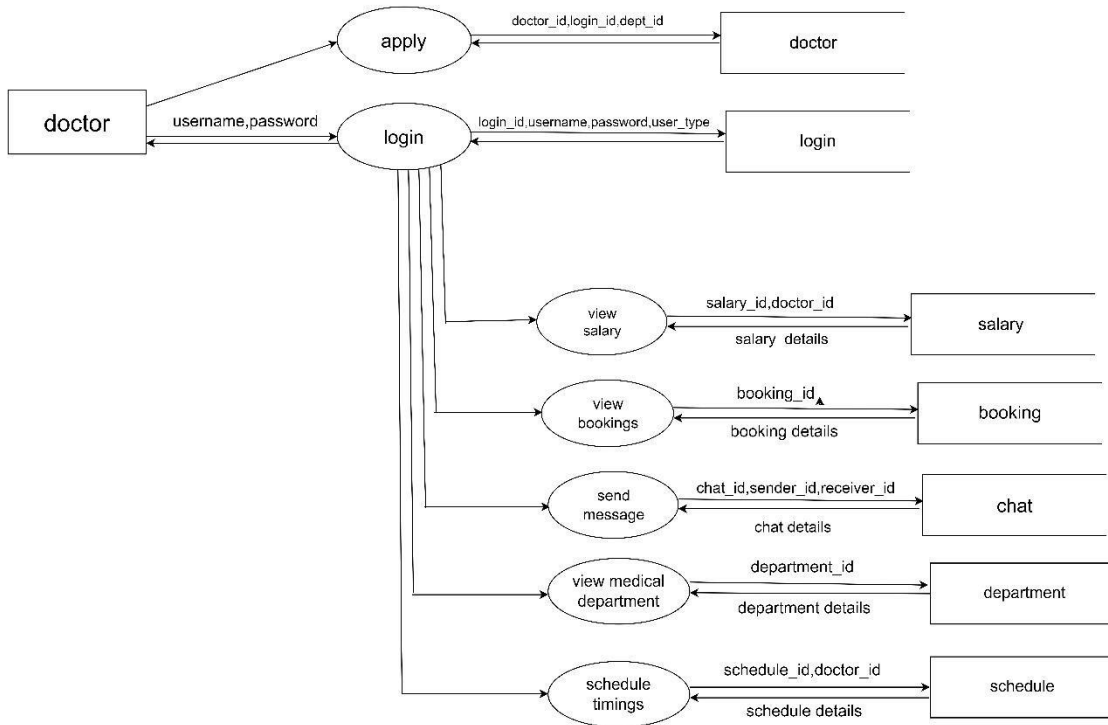 apply
doctor_id,login_id,dept_id
doctor
doctor
username,password
login
login_id,username,password,user_type
login
view
salary
salary_id,doctor_id
salary details
salary
view
bookings
booking_id
booking details
booking
send
message
chat_id,sender_id,receiver_id
chat details
chat
view medical
department
department_id
department details
department
schedule
timings
schedule_id,doctor_id
schedule details
schedule